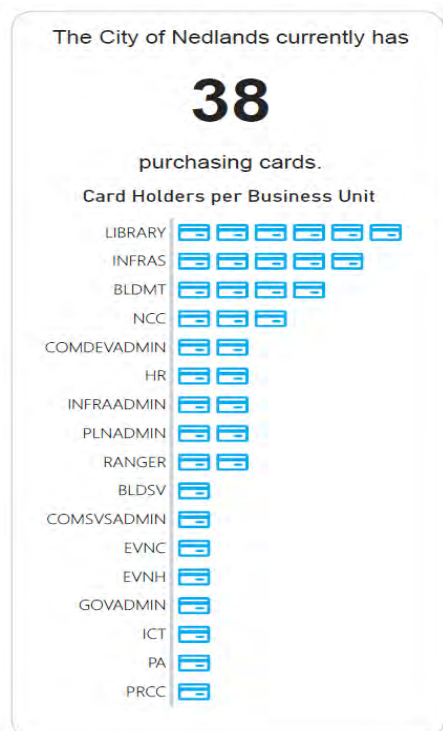 The City of Nedlands currently has
38
purchasing cards.
Card Holders per Business Unit
LIBRARY
INFRAS
BLDMT
NCC
COMDEVADMIN
HR
INFRAADMIN
PLNADMIN
RANGER
BLDSV
COMSVSADMIN
EVNC
EVNH
GOVADMIN
ICT
PA
PRCC